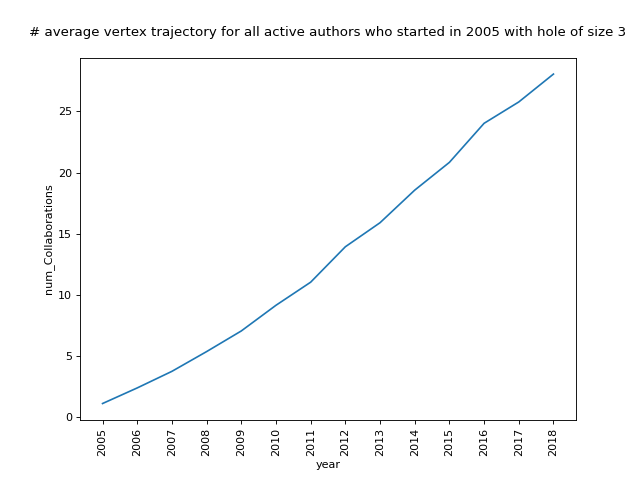 # average vertex trajectory for all active authors who started in 2005 with hole of size 3
num_Collaborations
25
20
15
10
5
0
2005 2006 2007 2008 2009 2010 2011 2012 2013 2014 2015 2016 2017 2018
year